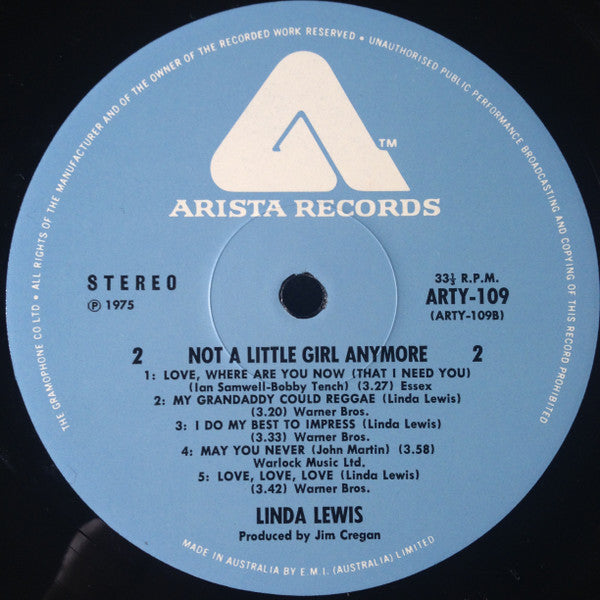 THE GRAMOPHONE CO LTD • ALL RIGHTS OF THE MANUFACTURER AND OF THE OWNER OF THE RECORDED WORK RESERVED • UNAUTHORISED PUBLIC PERFORMANCE BROADCASTING AND COPYING OF THIS RECORD PROHIBITED
TM
ARISTA RECORDS
STEREO
℗ 1975
33⅓ R.P.M.
ARTY-109
(ARTY-109B)
2 NOT A LITTLE GIRL ANYMORE 2
1: LOVE, WHERE ARE YOU NOW (THAT I NEED YOU)
(Ian Samwell-Bobby Tench) (3.27) Essex
2: MY GRANDADDY COULD REGGAE (Linda Lewis)
(3.20) Warner Bros.
3: I DO MY BEST TO IMPRESS (Linda Lewis)
(3.33) Warner Bros.
4: MAY YOU NEVER (John Martin) (3.58)
Warlock Music Ltd.
5: LOVE, LOVE, LOVE (Linda Lewis)
(3.42) Warner Bros.
LINDA LEWIS
Produced by Jim Cregan
MADE IN AUSTRALIA BY E.M.I. (AUSTRALIA) LIMITED